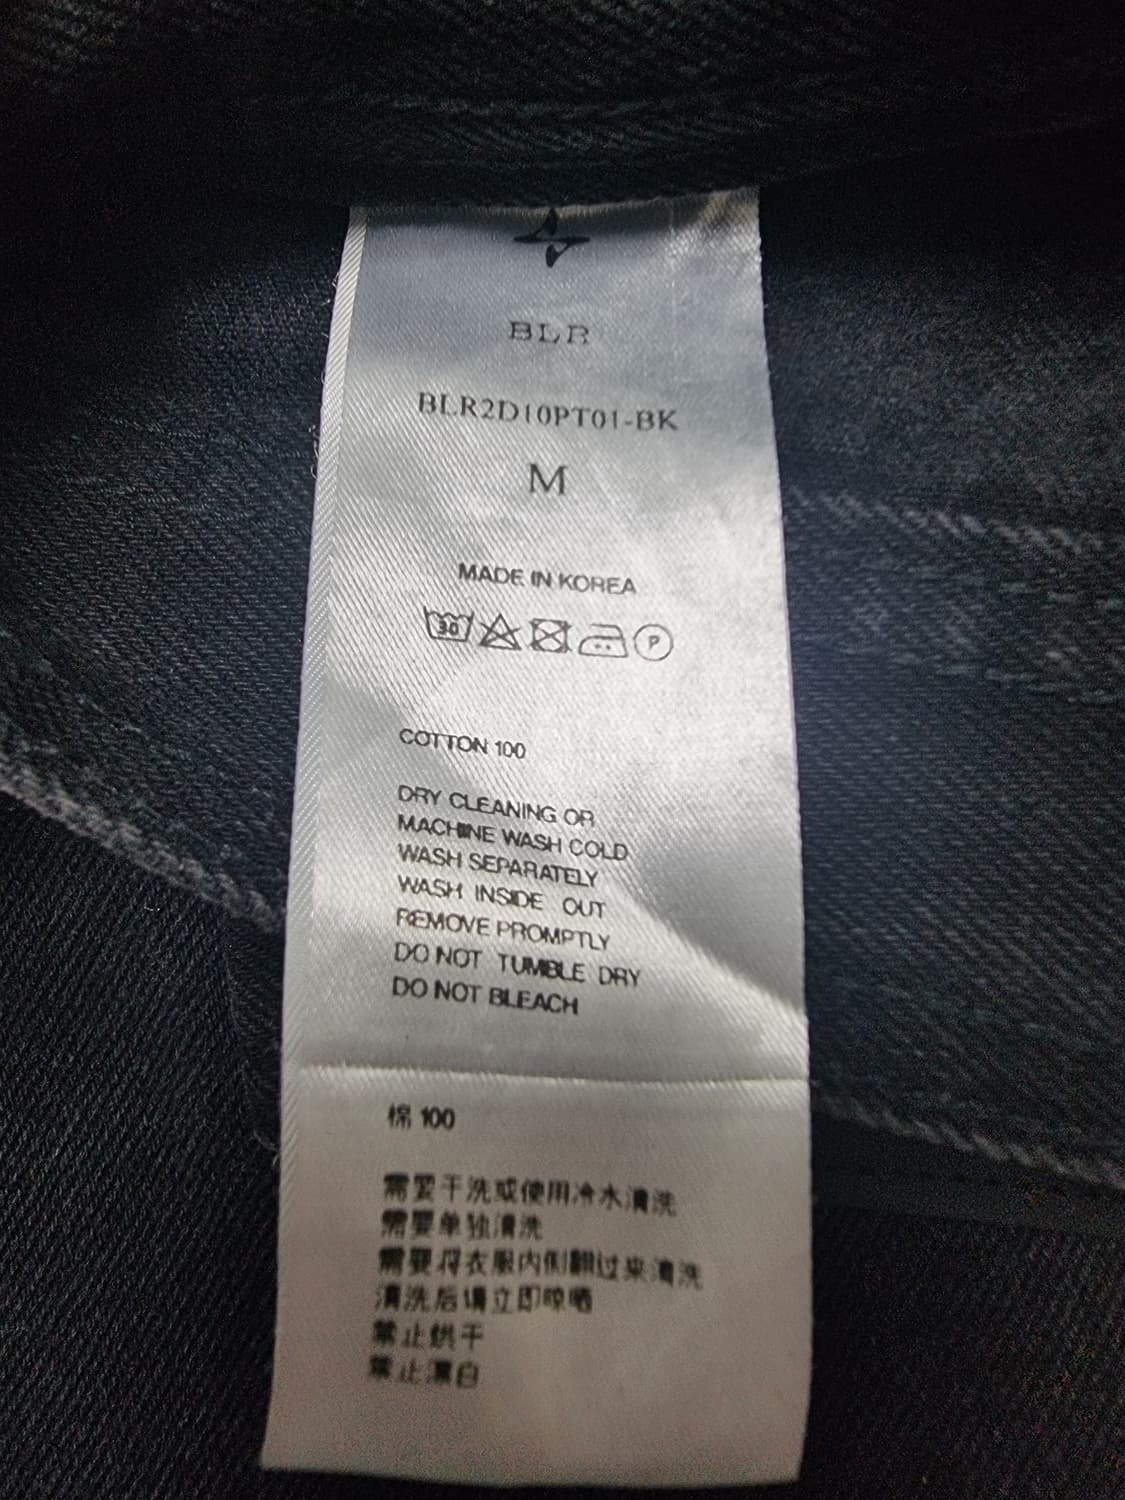 BLR
BLR2D10PT01-BK
M
MADE IN KOREA
30 P
COTTON 100
DRY CLEANING OR
MACHINE WASH COLD
WASH SEPARATELY
WASH INSIDE OUT
REMOVE PROMPTLY
DO NOT TUMBLE DRY
DO NOT BLEACH
棉 100
需要干洗或使用冷水清洗
需要单独清洗
需要将衣服内侧翻过来清洗
清洗后请立即晾晒
禁止烘干
禁止漂白